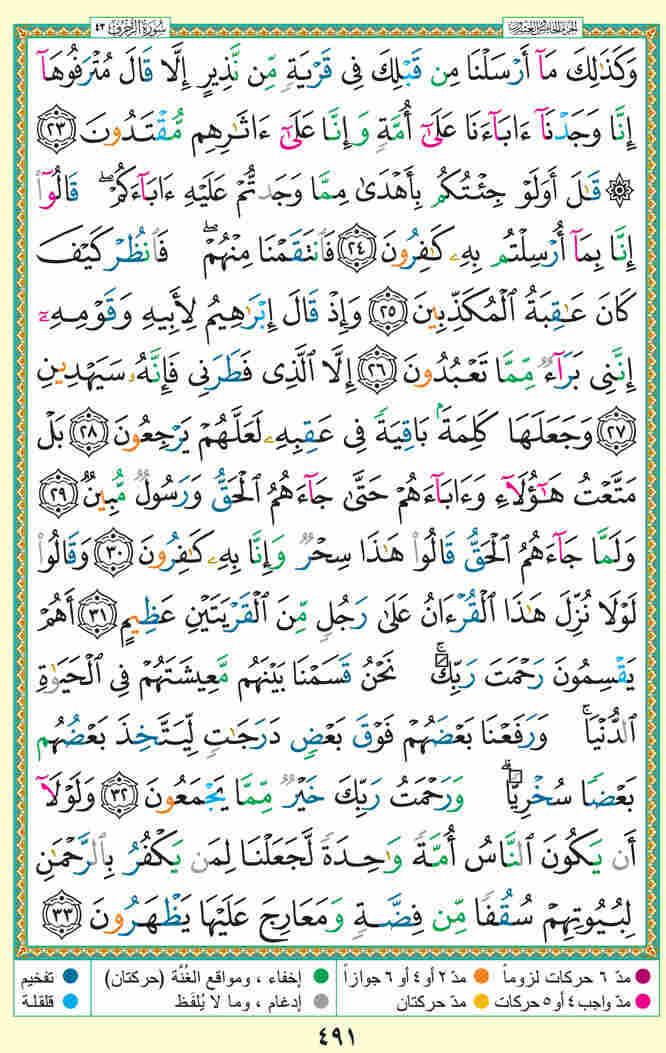 سُورَةُ الزُّخْرُفِ ٤٣
الجزء الخامس والعشرون
وَكَذَٰلِكَ مَآ أَرْسَلْنَا مِن قَبْلِكَ فِى قَرْيَةٍ مِّن نَّذِيرٍ إِلَّا قَالَ مُتْرَفُوهَآ
إِنَّا وَجَدْنَآ ءَابَآءَنَا عَلَىٰٓ أُمَّةٍ وَإِنَّا عَلَىٰٓ ءَاثَٰرِهِم مُّقْتَدُونَ ٢٣
۞ قَٰلَ أَوَلَوْ جِئْتُكُم بِأَهْدَىٰ مِمَّا وَجَدتُّمْ عَلَيْهِ ءَابَآءَكُمْ ۖ قَالُوٓا۟
إِنَّا بِمَآ أُرْسِلْتُم بِهِۦ كَٰفِرُونَ ٢٤ فَٱنتَقَمْنَا مِنْهُمْ ۖ فَٱنظُرْ كَيْفَ
كَانَ عَٰقِبَةُ ٱلْمُكَذِّبِينَ ٢٥ وَإِذْ قَالَ إِبْرَٰهِيمُ لِأَبِيهِ وَقَوْمِهِۦٓ
إِنَّنِى بَرَآءٌ مِّمَّا تَعْبُدُونَ ٢٦ إِلَّا ٱلَّذِى فَطَرَنِى فَإِنَّهُۥ سَيَهْدِينِ
٢٧ وَجَعَلَهَا كَلِمَةًۢ بَاقِيَةً فِى عَقِبِهِۦ لَعَلَّهُمْ يَرْجِعُونَ ٢٨ بَلْ
مَتَّعْتُ هَٰٓؤُلَآءِ وَءَابَآءَهُمْ حَتَّىٰ جَآءَهُمُ ٱلْحَقُّ وَرَسُولٌ مُّبِينٌ ٢٩
وَلَمَّا جَآءَهُمُ ٱلْحَقُّ قَالُوا۟ هَٰذَا سِحْرٌ وَإِنَّا بِهِۦ كَٰفِرُونَ ٣٠ وَقَالُوا۟
لَوْلَا نُزِّلَ هَٰذَا ٱلْقُرْءَانُ عَلَىٰ رَجُلٍ مِّنَ ٱلْقَرْيَتَيْنِ عَظِيمٍ ٣١ أَهُمْ
يَقْسِمُونَ رَحْمَتَ رَبِّكَ ۚ نَحْنُ قَسَمْنَا بَيْنَهُم مَّعِيشَتَهُمْ فِى ٱلْحَيَوٰةِ
ٱلدُّنْيَا ۚ وَرَفَعْنَا بَعْضَهُمْ فَوْقَ بَعْضٍ دَرَجَٰتٍ لِّيَتَّخِذَ بَعْضُهُم
بَعْضًا سُخْرِيًّا ۗ وَرَحْمَتُ رَبِّكَ خَيْرٌ مِّمَّا يَجْمَعُونَ ٣٢ وَلَوْلَآ
أَن يَكُونَ ٱلنَّاسُ أُمَّةً وَٰحِدَةً لَّجَعَلْنَا لِمَن يَكْفُرُ بِٱلرَّحْمَٰنِ
لِبُيُوتِهِمْ سُقُفًا مِّن فِضَّةٍ وَمَعَارِجَ عَلَيْهَا يَظْهَرُونَ ٣٣
مدّ ٦ حركات لزوماً
مدّ ٢ أو ٤ أو ٦ جوازاً
إخفاء ، ومواقع الغُنَّة (حركتان)
تفخيم
مدّ واجب ٤ أو ٥ حركات
مدّ حركتان
إدغام ، وما لا يُلفَظ
قلقلة
٤٩١